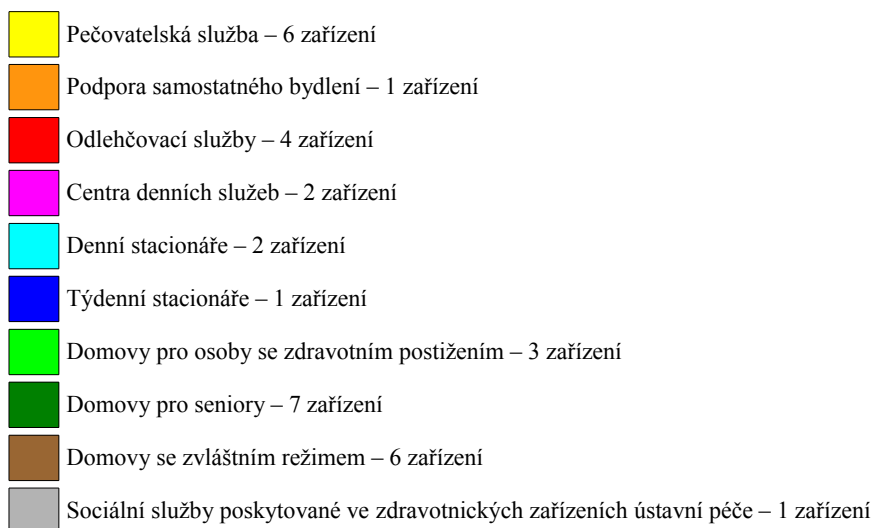 Pečovatelská služba – 6 zařízení
Podpora samostatného bydlení – 1 zařízení
Odlehčovací služby – 4 zařízení
Centra denních služeb – 2 zařízení
Denní stacionáře – 2 zařízení
Týdenní stacionáře – 1 zařízení
Domovy pro osoby se zdravotním postižením – 3 zařízení
Domovy pro seniory – 7 zařízení
Domovy se zvláštním režimem – 6 zařízení
Sociální služby poskytované ve zdravotnických zařízeních ústavní péče – 1 zařízení